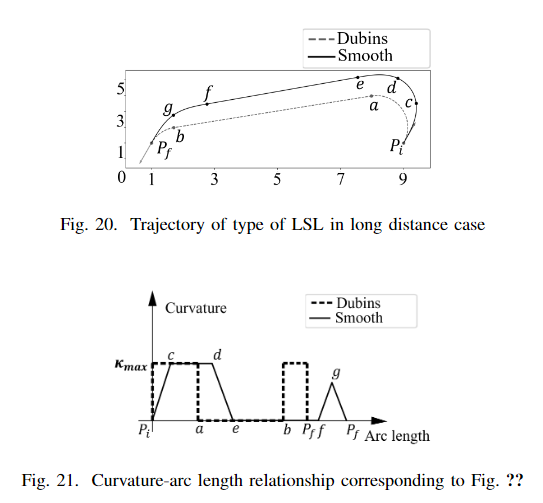 Dubins
Smooth
5
3
1
0
1
3
5
7
9
g
f
e
d
a
c
b
P_f
P_i
Fig. 20. Trajectory of type of LSL in long distance case
Curvature
Dubins
Smooth
κ_max
c
d
g
P_i
a
e
b
P_f
f
P_f
Arc length
Fig. 21. Curvature-arc length relationship corresponding to Fig. ??